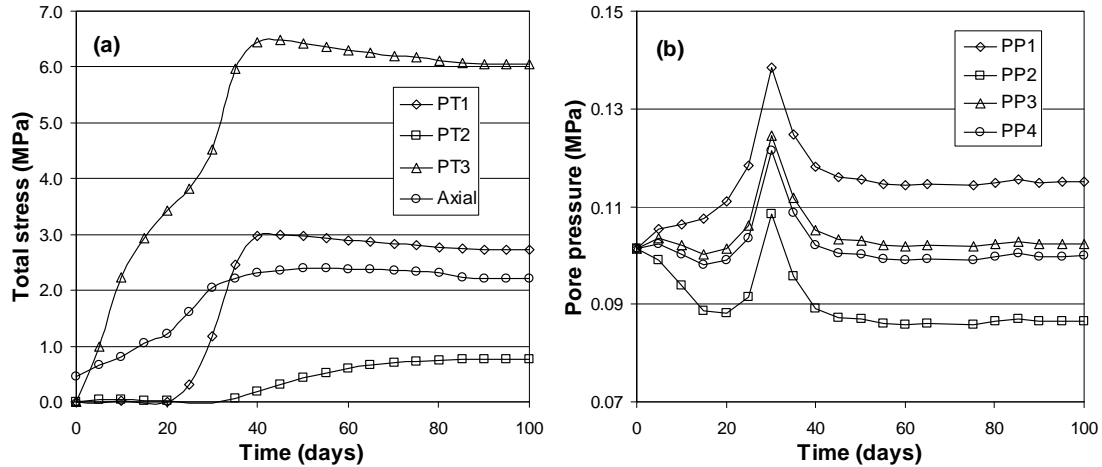 7.0
6.0
5.0
4.0
3.0
2.0
1.0
0.0
Total stress (MPa)
(a)
PT1
PT2
PT3
Axial
0 20 40 60 80 100
Time (days)
0.15
0.13
0.11
0.09
0.07
Pore pressure (MPa)
(b)
PP1
PP2
PP3
PP4
0 20 40 60 80 100
Time (days)